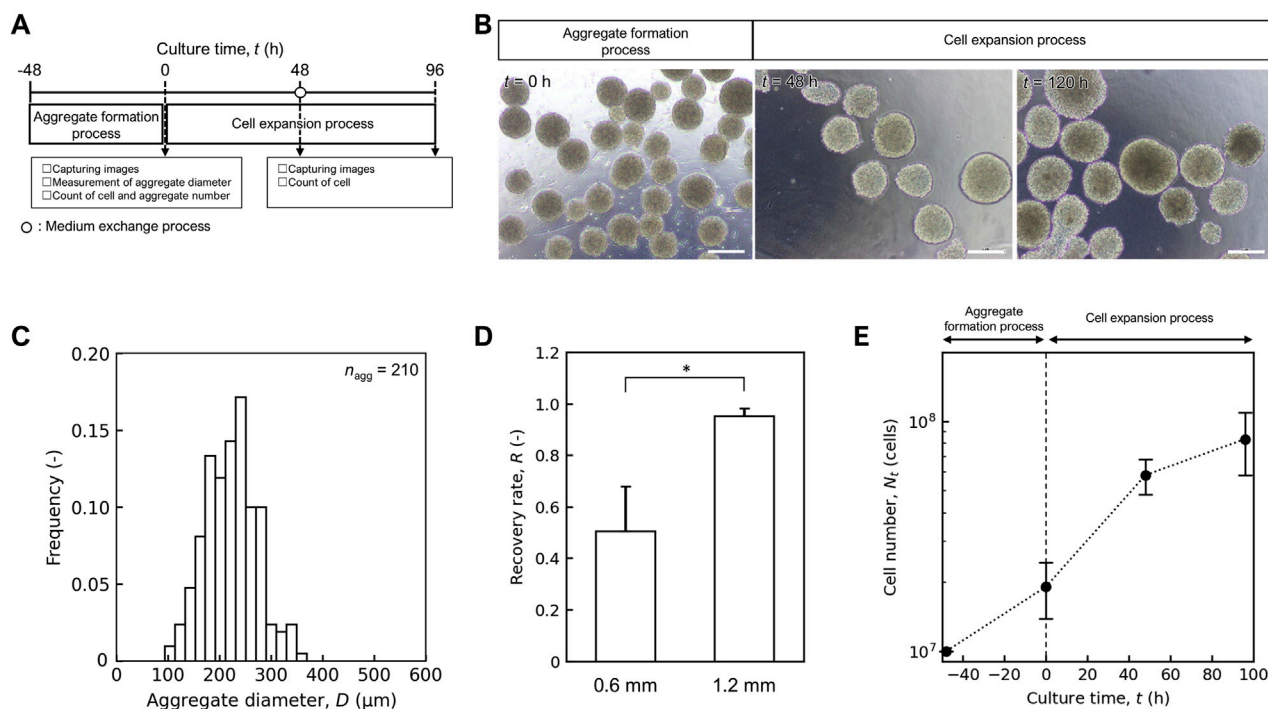 A
Culture time, t (h)
-48 0 48 96
Aggregate formation process
Cell expansion process
☐Capturing images
☐Measurement of aggregate diameter
☐Count of cell and aggregate number
☐Capturing images
☐Count of cell
○ : Medium exchange process
B
Aggregate formation process
Cell expansion process
t = 0 h
t = 48 h
t = 120 h
C
n_agg = 210
Frequency (-)
0.20
0.15
0.10
0.05
0
0 100 200 300 400 500 600
Aggregate diameter, D (μm)
D
Recovery rate, R (-)
1.2
1.0
0.8
0.6
0.4
0.2
0
*
0.6 mm 1.2 mm
E
Aggregate formation process
Cell expansion process
Cell number, N_t (cells)
10^8
10^7
−40 −20 0 20 40 60 80 100
Culture time, t (h)